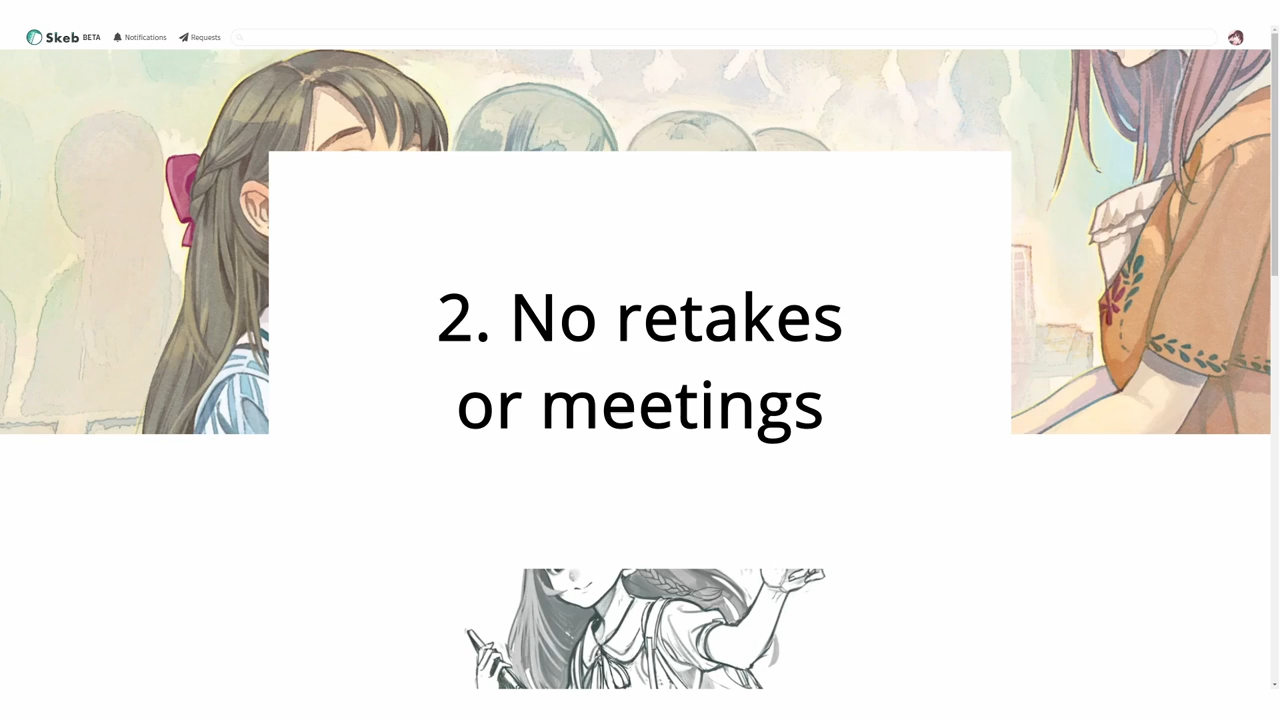 Skeb BETA Notifications Requests
2. No retakes
or meetings